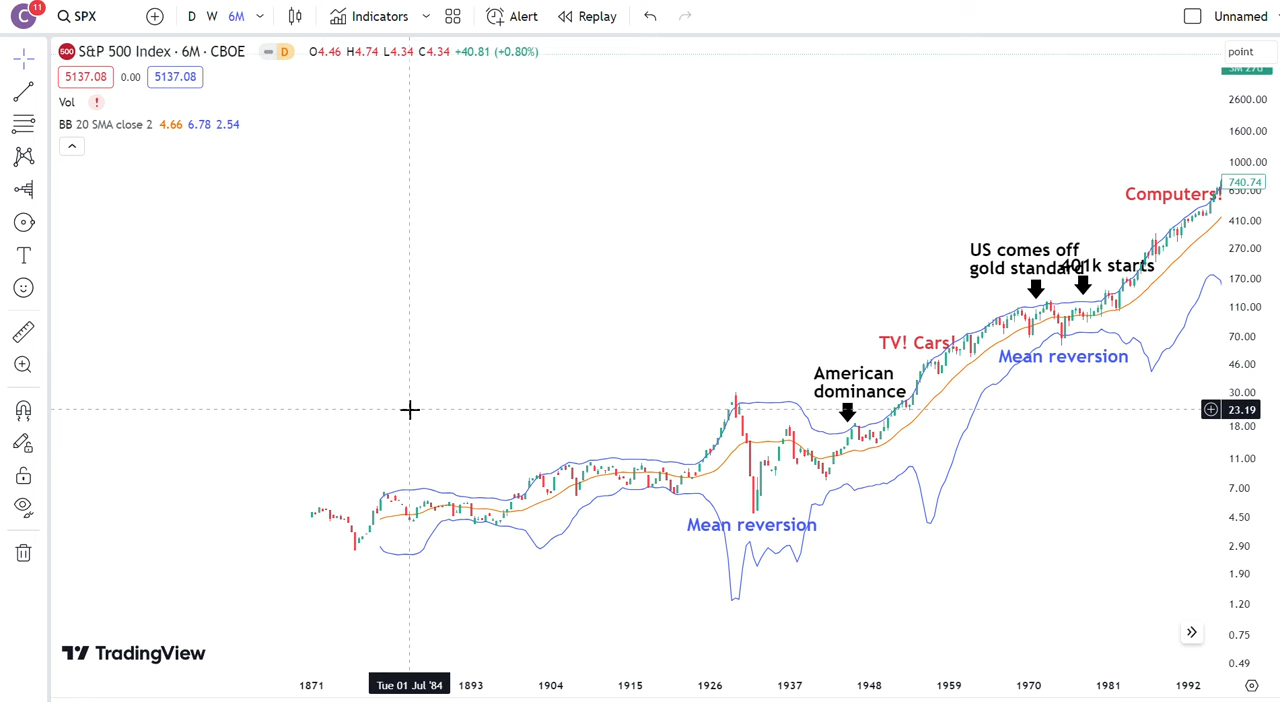 C 11 SPX D W 6M Indicators Alert Replay Unnamed
500 S&P 500 Index · 6M · CBOE D O4.46 H4.74 L4.34 C4.34 +40.81 (+0.80%)
point
5137.08 0.00 5137.08
Vol !
BB 20 SMA close 2 4.66 6.78 2.54
2600.00
1600.00
1000.00
740.74
650.00
Computers!
410.00
US comes off
gold standard
401k starts
270.00
170.00
110.00
TV! Cars!
70.00
Mean reversion
46.00
American
dominance
30.00
23.19
18.00
11.00
7.00
Mean reversion
4.50
2.90
1.90
1.20
0.75
TradingView
0.49
1871 Tue 01 Jul '84 1893 1904 1915 1926 1937 1948 1959 1970 1981 1992